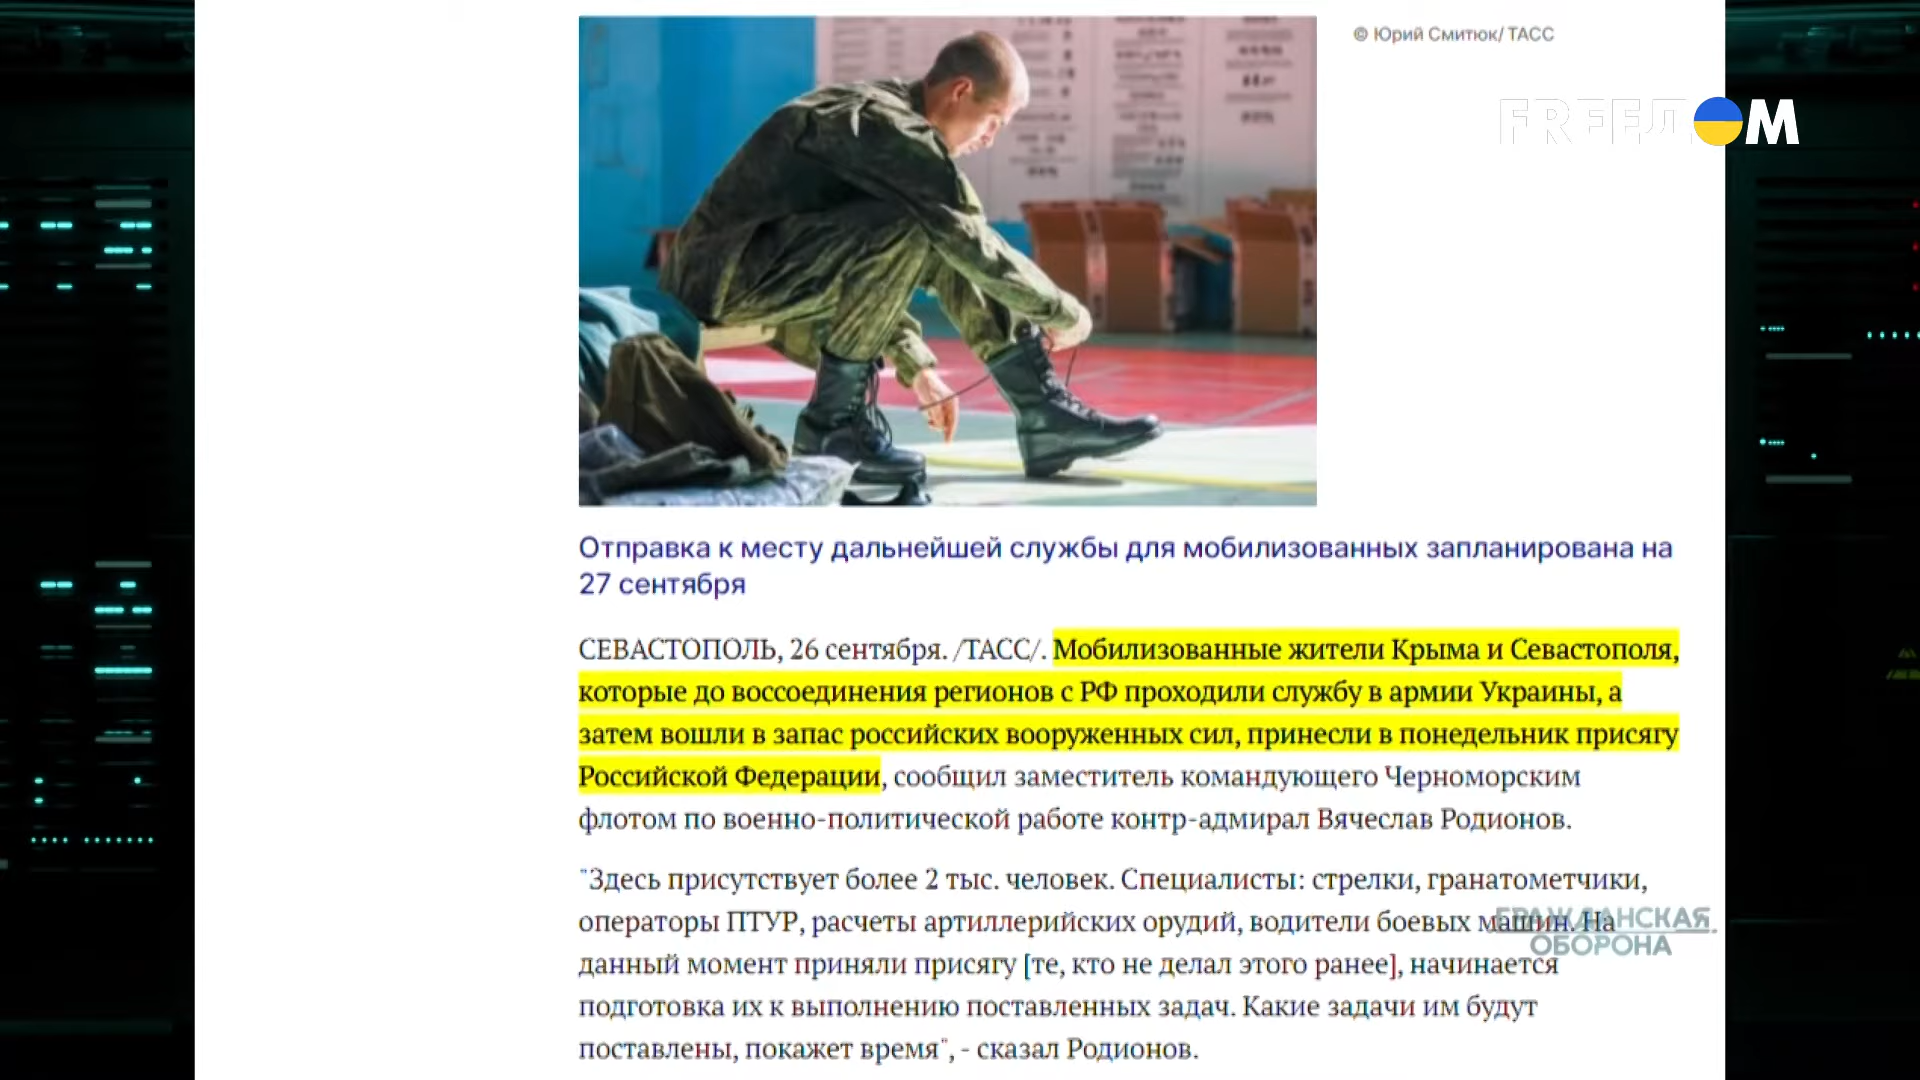 © Юрий Смитюк/ ТАСС
FREEДОМ
Отправка к месту дальнейшей службы для мобилизованных запланирована на
27 сентября
СЕВАСТОПОЛЬ, 26 сентября. /ТАСС/. Мобилизованные жители Крыма и Севастополя,
которые до воссоединения регионов с РФ проходили службу в армии Украины, а
затем вошли в запас российских вооруженных сил, принесли в понедельник присягу
Российской Федерации, сообщил заместитель командующего Черноморским
флотом по военно-политической работе контр-адмирал Вячеслав Родионов.
"Здесь присутствует более 2 тыс. человек. Специалисты: стрелки, гранатометчики,
операторы ПТУР, расчеты артиллерийских орудий, водители боевых машин. На
данный момент приняли присягу [те, кто не делал этого ранее], начинается
подготовка их к выполнению поставленных задач. Какие задачи им будут
поставлены, покажет время", - сказал Родионов.
ГРАЖДАНСКАЯ
ОБОРОНА